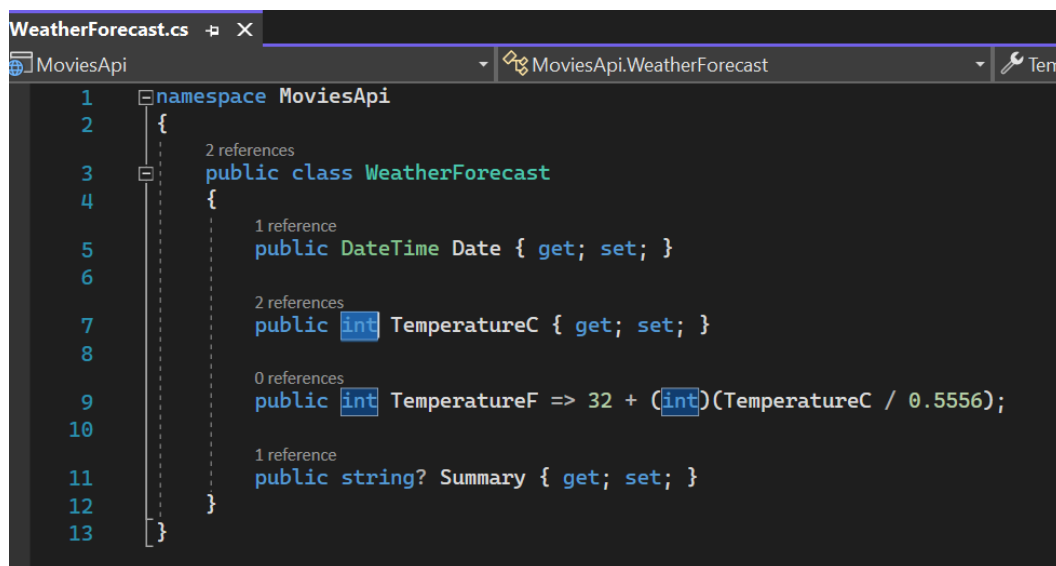 WeatherForecast.cs
MoviesApi MoviesApi.WeatherForecast Tem
1 namespace MoviesApi
2 {
2 references
3 public class WeatherForecast
4 {
1 reference
5 public DateTime Date { get; set; }
6
2 references
7 public int TemperatureC { get; set; }
8
0 references
9 public int TemperatureF => 32 + (int)(TemperatureC / 0.5556);
10
1 reference
11 public string? Summary { get; set; }
12 }
13 }